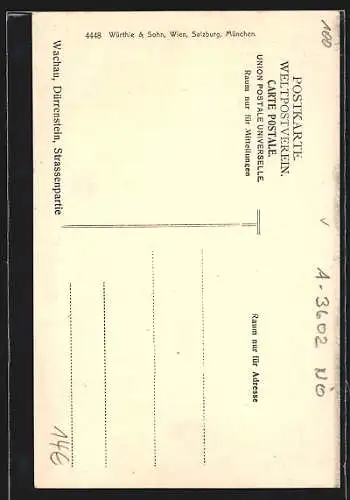 POSTKARTE.
WELTPOSTVEREIN.
CARTE POSTALE.
UNION POSTALE UNIVERSELLE.
Raum nur für Mitteilungen
Raum nur für Adresse
4448 Würthle & Sohn, Wien, Salzburg, München.
Wachau, Dürrenstein, Strassenpartie
100
v
A-3602 NÖ
14€